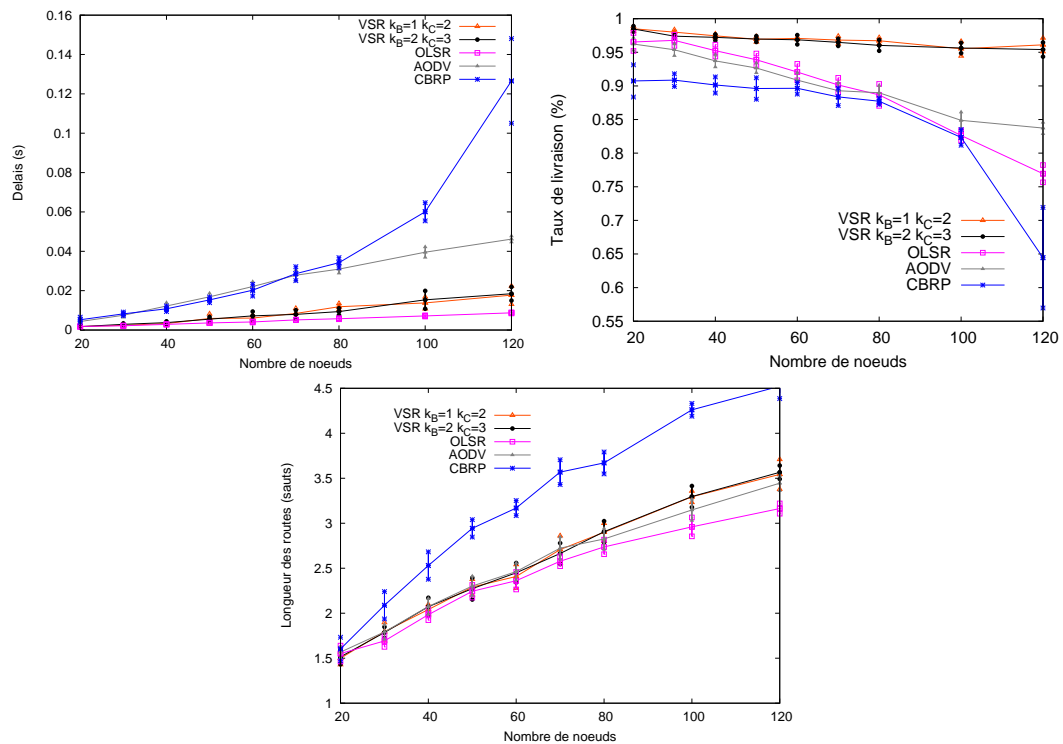 0.16
0.14
0.12
0.1
0.08
0.06
0.04
0.02
0
20 40 60 80 100 120
Delais (s)
Nombre de noeuds
VSR k_B=1 k_C=2
VSR k_B=2 k_C=3
OLSR
AODV
CBRP
1
0.95
0.9
0.85
0.8
0.75
0.7
0.65
0.6
0.55
20 40 60 80 100 120
Taux de livraison (%)
Nombre de noeuds
VSR k_B=1 k_C=2
VSR k_B=2 k_C=3
OLSR
AODV
CBRP
4.5
4
3.5
3
2.5
2
1.5
1
20 40 60 80 100 120
Longueur des routes (sauts)
Nombre de noeuds
VSR k_B=1 k_C=2
VSR k_B=2 k_C=3
OLSR
AODV
CBRP